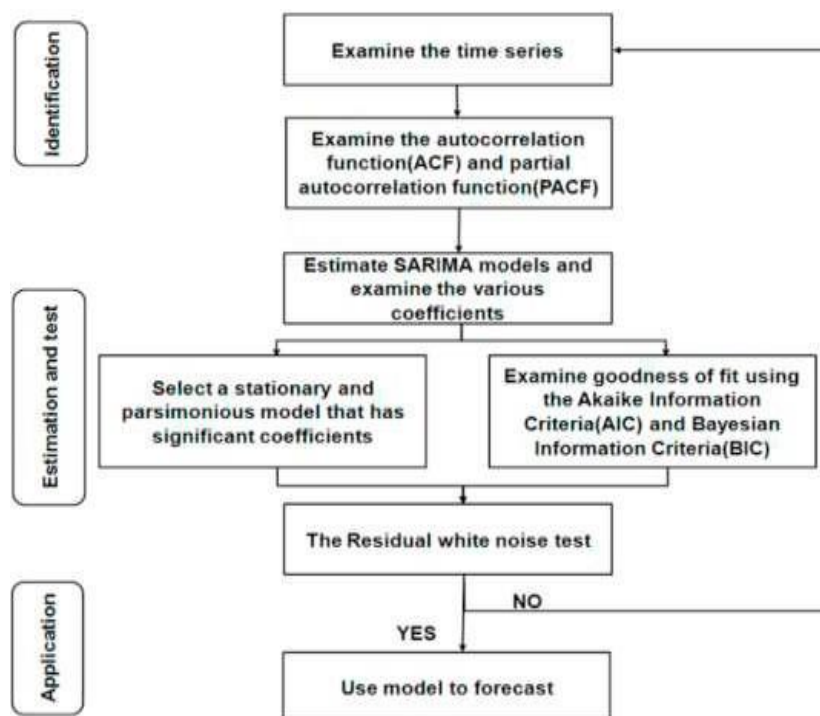 Identification
Examine the time series
Examine the autocorrelation
function(ACF) and partial
autocorrelation function(PACF)
Estimation and test
Estimate SARIMA models and
examine the various
coefficients
Select a stationary and
parsimonious model that has
significant coefficients
Examine goodness of fit using
the Akaike Information
Criteria(AIC) and Bayesian
Information Criteria(BIC)
The Residual white noise test
NO
YES
Application
Use model to forecast